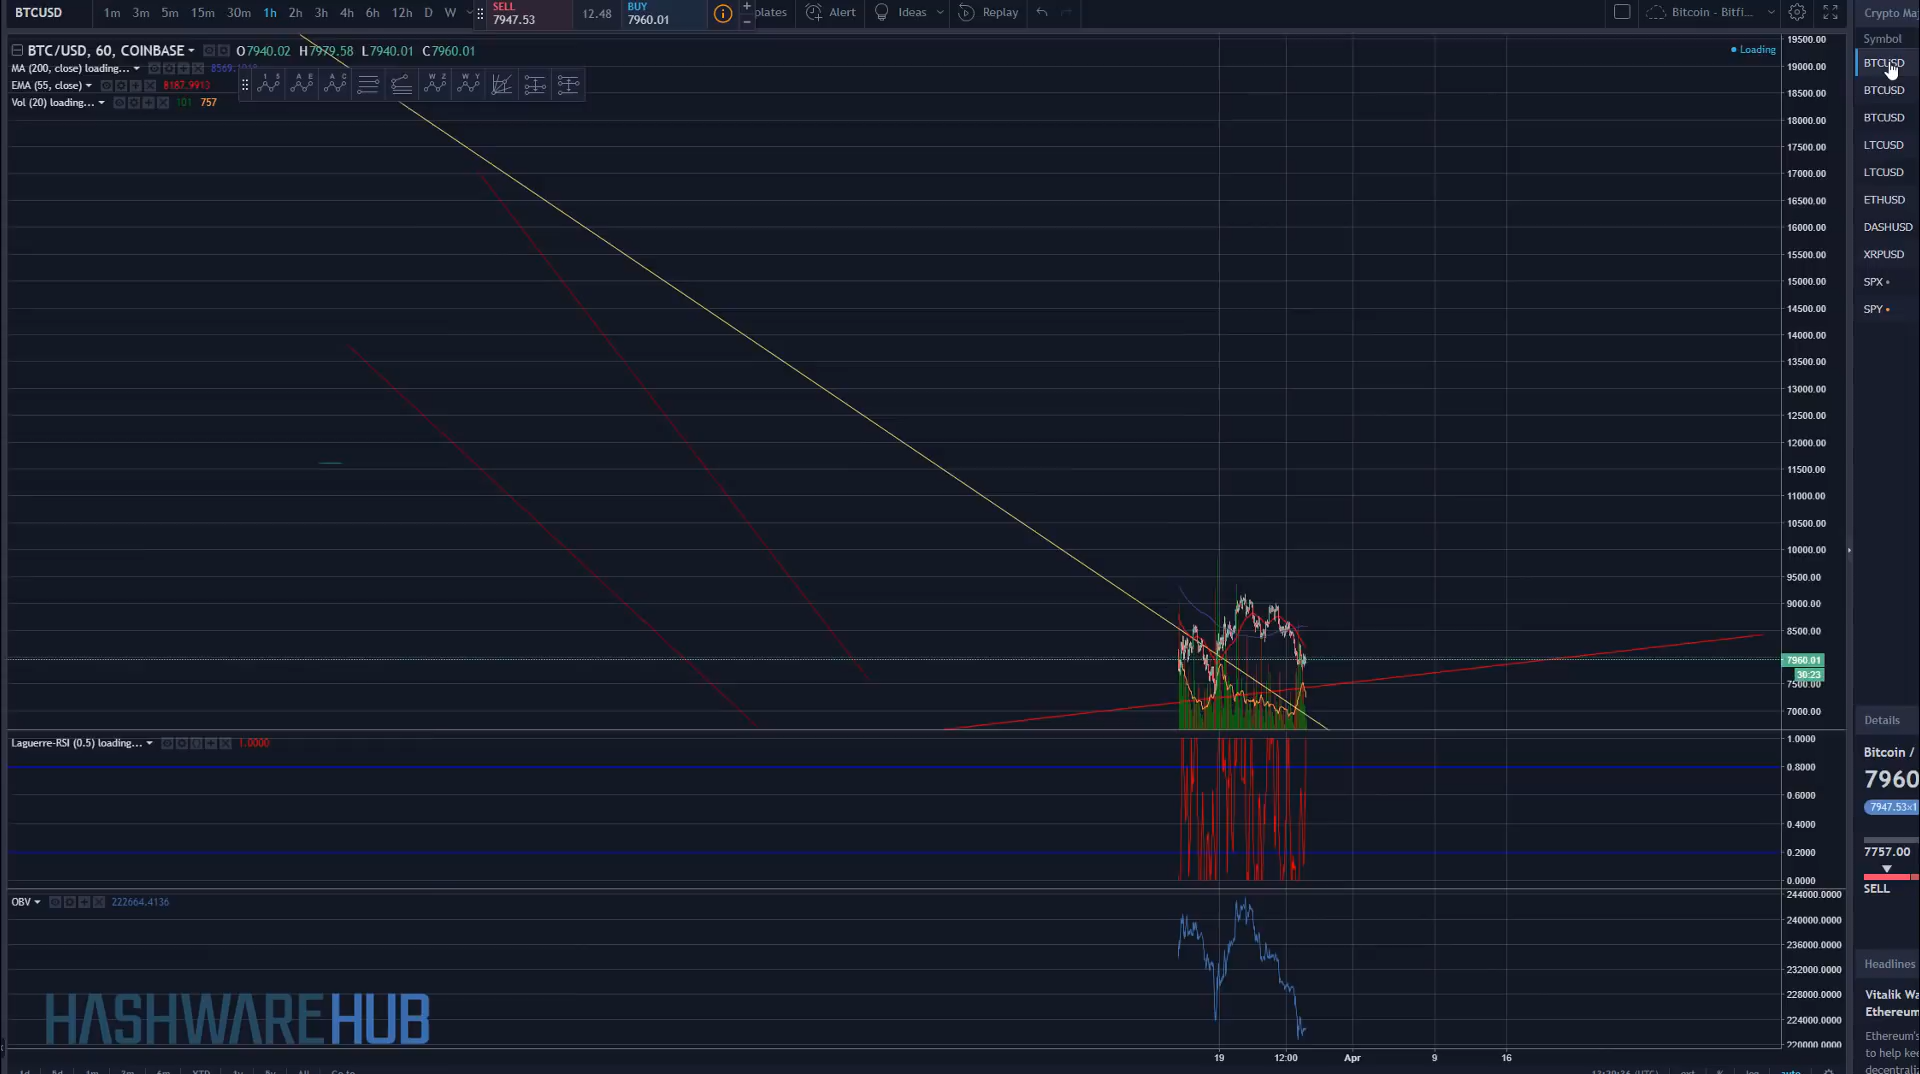 BTCUSD 1m 3m 5m 15m 30m 1h 2h 3h 4h 6h 12h D W
SELL
7947.53
12.48
BUY
7960.01
plates Alert Ideas Replay Bitcoin - Bitfi...
BTC/USD, 60, COINBASE O7940.02 H7979.58 L7940.01 C7960.01
MA (200, close) loading...
EMA (55, close) 8187.9913
Vol (20) loading... 101 757
Loading
19500.00
19000.00
18500.00
18000.00
17500.00
17000.00
16500.00
16000.00
15500.00
15000.00
14500.00
14000.00
13500.00
13000.00
12500.00
12000.00
11500.00
11000.00
10500.00
10000.00
9500.00
9000.00
8500.00
7960.01
30:23
7500.00
7000.00
Laguerre-RSI (0.5) loading... 1.0000
1.0000
0.8000
0.6000
0.4000
0.2000
0.0000
OBV 222664.4136
244000.0000
240000.0000
236000.0000
232000.0000
228000.0000
224000.0000
220000.0000
HASHWAREHUB
19 12:00 Apr 9 16
Crypto Ma
Symbol
BTCUSD
BTCUSD
BTCUSD
LTCUSD
LTCUSD
ETHUSD
DASHUSD
XRPUSD
SPX
SPY
Details
Bitcoin /
7960
7947.53×1
7757.00
SELL
Headlines
Vitalik Wa
Ethereum
Ethereum's
to help kee
decentraliz